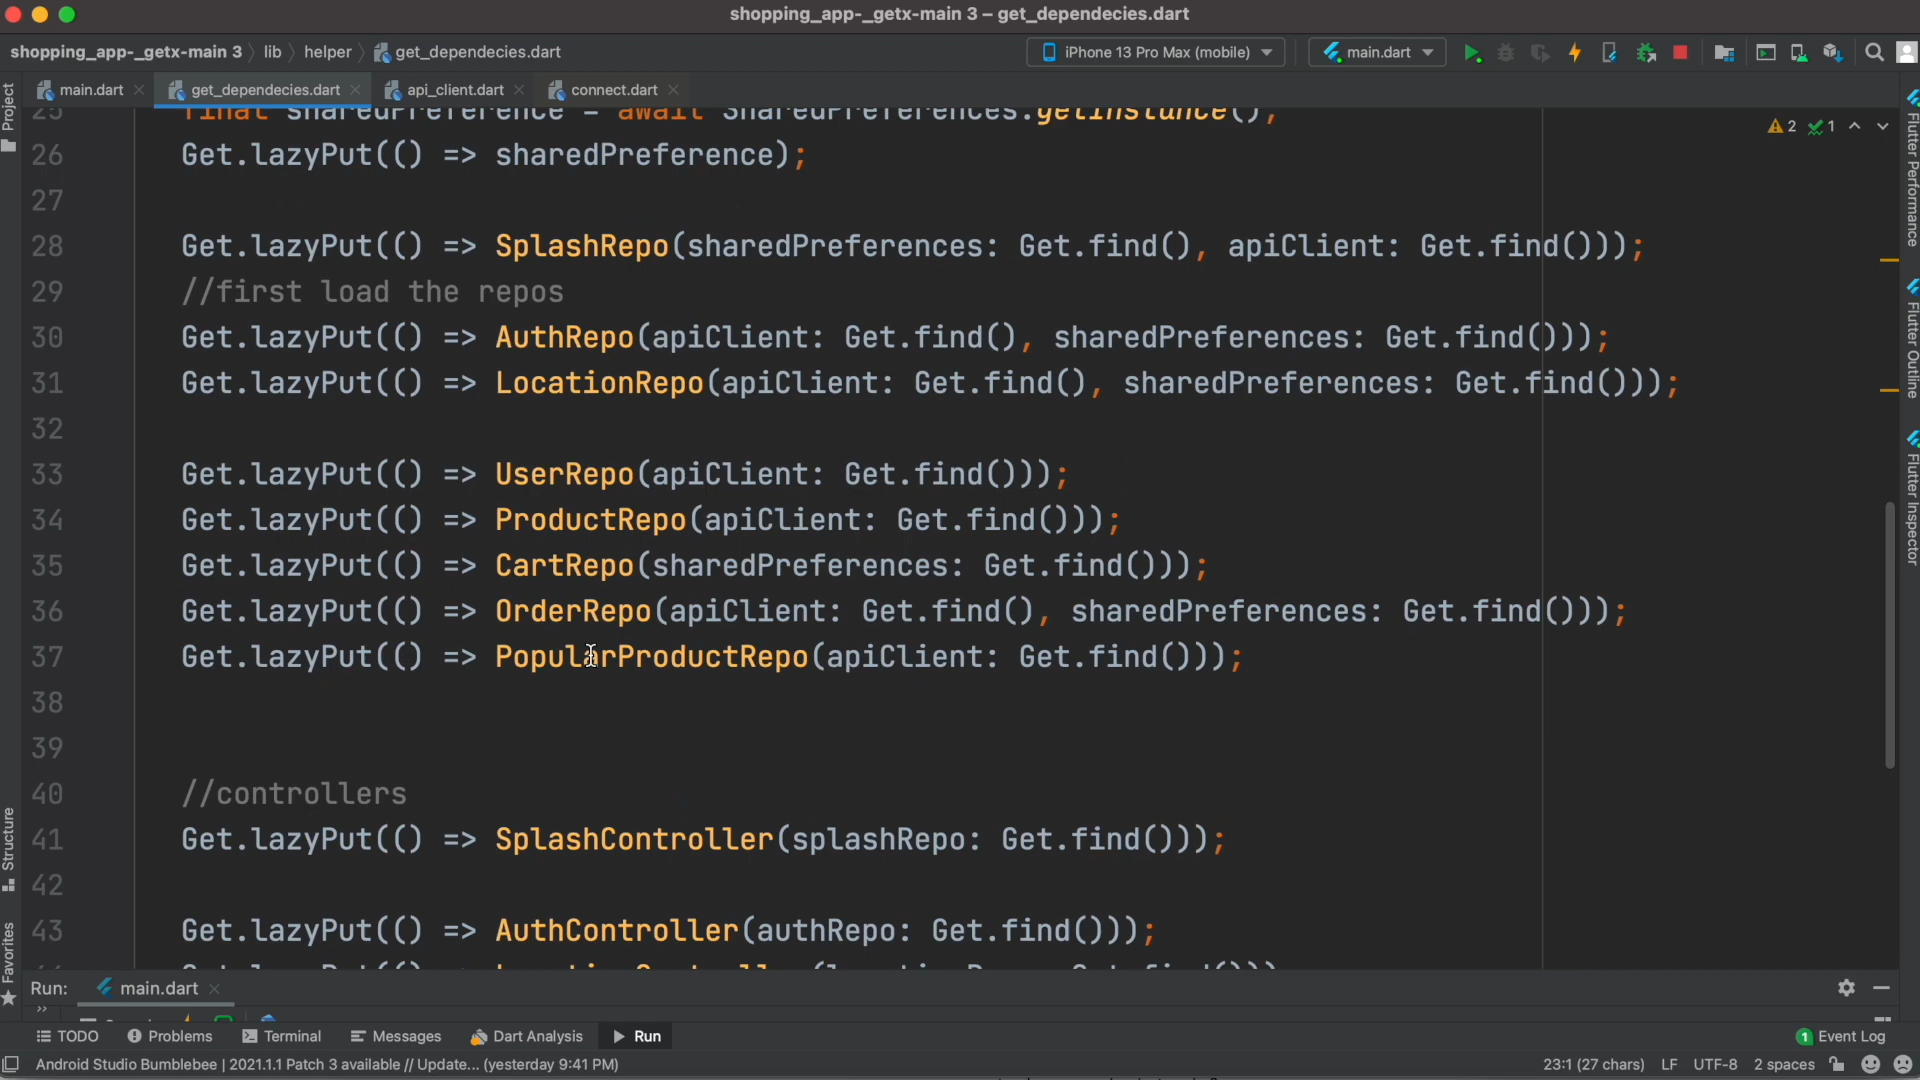 shopping_app-_getx-main 3 – get_dependecies.dart
shopping_app-_getx-main 3 lib helper get_dependecies.dart iPhone 13 Pro Max (mobile) main.dart
main.dart get_dependecies.dart api_client.dart connect.dart
Project
25 final sharedPreference = await SharedPreferences.getInstance();
2 1
26 Get.lazyPut(() => sharedPreference);
27
28 Get.lazyPut(() => SplashRepo(sharedPreferences: Get.find(), apiClient: Get.find()));
29 //first load the repos
30 Get.lazyPut(() => AuthRepo(apiClient: Get.find(), sharedPreferences: Get.find()));
31 Get.lazyPut(() => LocationRepo(apiClient: Get.find(), sharedPreferences: Get.find()));
32
33 Get.lazyPut(() => UserRepo(apiClient: Get.find()));
34 Get.lazyPut(() => ProductRepo(apiClient: Get.find()));
35 Get.lazyPut(() => CartRepo(sharedPreferences: Get.find()));
36 Get.lazyPut(() => OrderRepo(apiClient: Get.find(), sharedPreferences: Get.find()));
37 Get.lazyPut(() => PopularProductRepo(apiClient: Get.find()));
38
39
40 //controllers
41 Get.lazyPut(() => SplashController(splashRepo: Get.find()));
42
43 Get.lazyPut(() => AuthController(authRepo: Get.find()));
Flutter Performance
Flutter Outline
Flutter Inspector
Structure
Favorites
Run: main.dart
TODO Problems Terminal Messages Dart Analysis Run 1 Event Log
Android Studio Bumblebee | 2021.1.1 Patch 3 available // Update... (yesterday 9:41 PM) 23:1 (27 chars) LF UTF-8 2 spaces